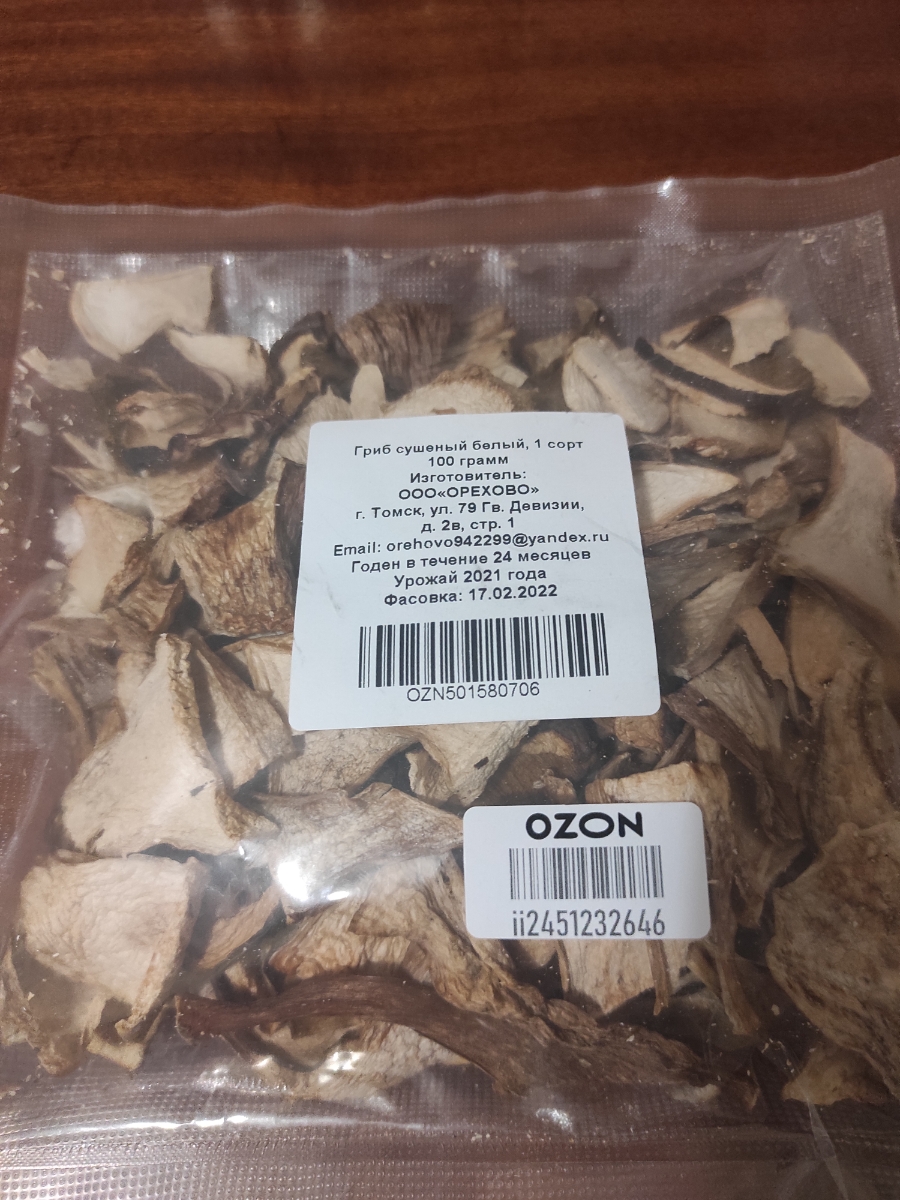 Гриб сушеный белый, 1 сорт
100 грамм
Изготовитель:
ООО«ОРЕХОВО»
г. Томск, ул. 79 Гв. Девизии,
д. 2в, стр. 1
Email: orehovo942299@yandex.ru
Годен в течение 24 месяцев
Урожай 2021 года
Фасовка: 17.02.2022
OZN501580706
OZON
ii2451232646